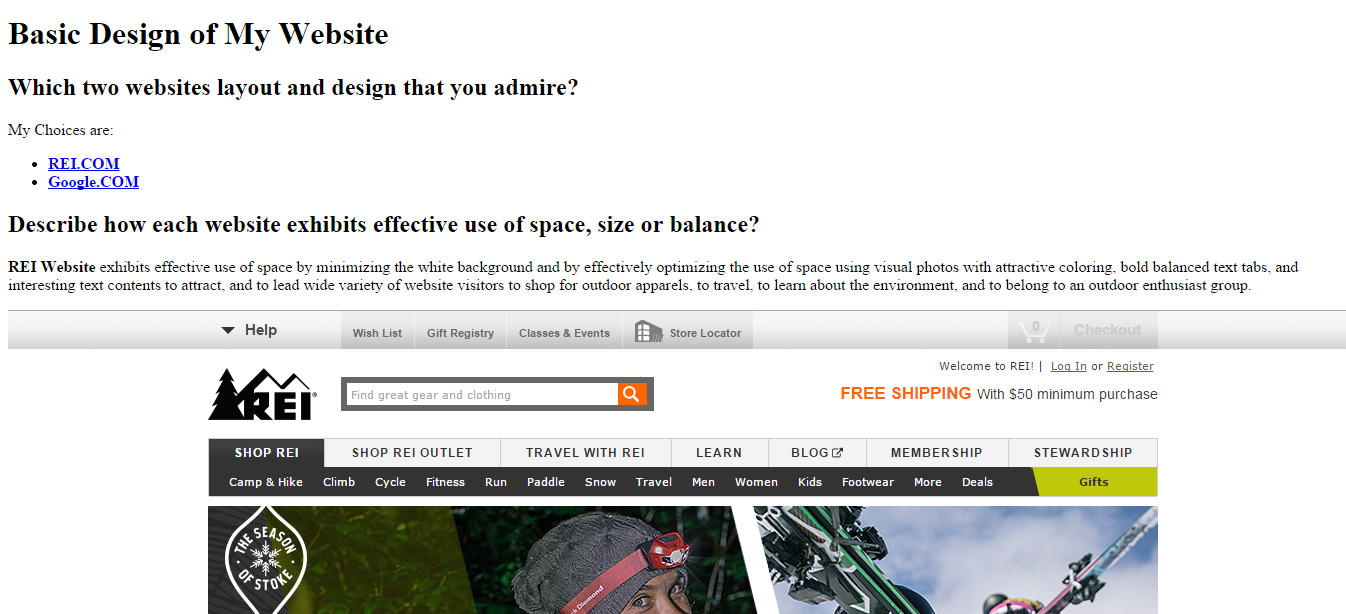 Basic Design of My Website
Which two websites layout and design that you admire?
My Choices are:
REI.COM
Google.COM
Describe how each website exhibits effective use of space, size or balance?
REI Website exhibits effective use of space by minimizing the white background and by effectively optimizing the use of space using visual photos with attractive coloring, bold balanced text tabs, and
interesting text contents to attract, and to lead wide variety of website visitors to shop for outdoor apparels, to travel, to learn about the environment, and to belong to an outdoor enthusiast group.
Help Wish List Gift Registry Classes & Events Store Locator 0 Checkout
Welcome to REI! | Log In or Register
REI® Find great gear and clothing FREE SHIPPING With $50 minimum purchase
SHOP REI SHOP REI OUTLET TRAVEL WITH REI LEARN BLOG MEMBERSHIP STEWARDSHIP
Camp & Hike Climb Cycle Fitness Run Paddle Snow Travel Men Women Kids Footwear More Deals Gifts
THE SEASON
OF STOKE
ck Diamond